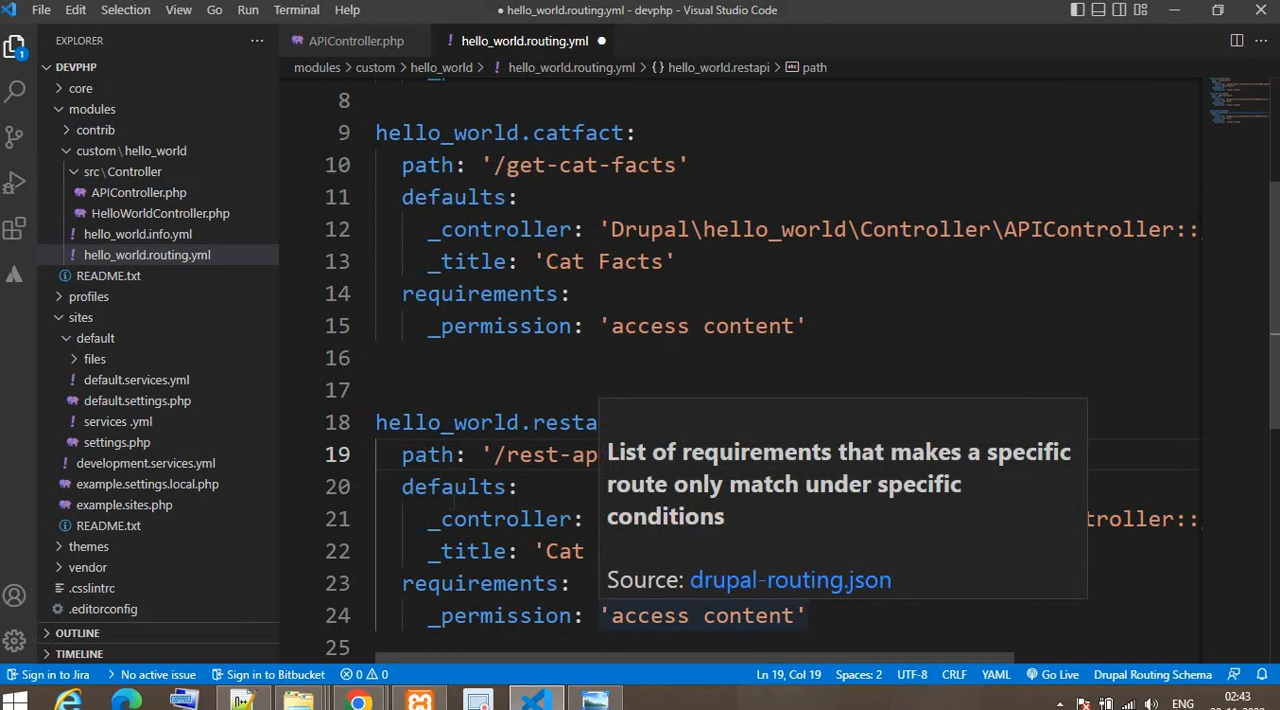 File Edit Selection View Go Run Terminal Help
● hello_world.routing.yml - devphp - Visual Studio Code
EXPLORER
APIController.php
! hello_world.routing.yml ●
DEVPHP
modules > custom > hello_world > ! hello_world.routing.yml > {} hello_world.restapi > abc path
core
modules
contrib
custom\hello_world
src\Controller
APIController.php
HelloWorldController.php
! hello_world.info.yml
! hello_world.routing.yml
README.txt
profiles
sites
default
files
! default.services.yml
default.settings.php
! services .yml
settings.php
! development.services.yml
example.settings.local.php
example.sites.php
README.txt
themes
vendor
.csslintrc
.editorconfig
OUTLINE
TIMELINE
1
8
9 hello_world.catfact:
10 path: '/get-cat-facts'
11 defaults:
12 _controller: 'Drupal\hello_world\Controller\APIController::
13 _title: 'Cat Facts'
14 requirements:
15 _permission: 'access content'
16
17
18 hello_world.resta
19 path: '/rest-ap
20 defaults:
21 _controller: troller::
22 _title: 'Cat
23 requirements:
24 _permission: 'access content'
25
List of requirements that makes a specific
route only match under specific
conditions
Source: drupal-routing.json
Sign in to Jira No active issue Sign in to Bitbucket 0 0 Ln 19, Col 19 Spaces: 2 UTF-8 CRLF YAML Go Live Drupal Routing Schema
ENG
02:43